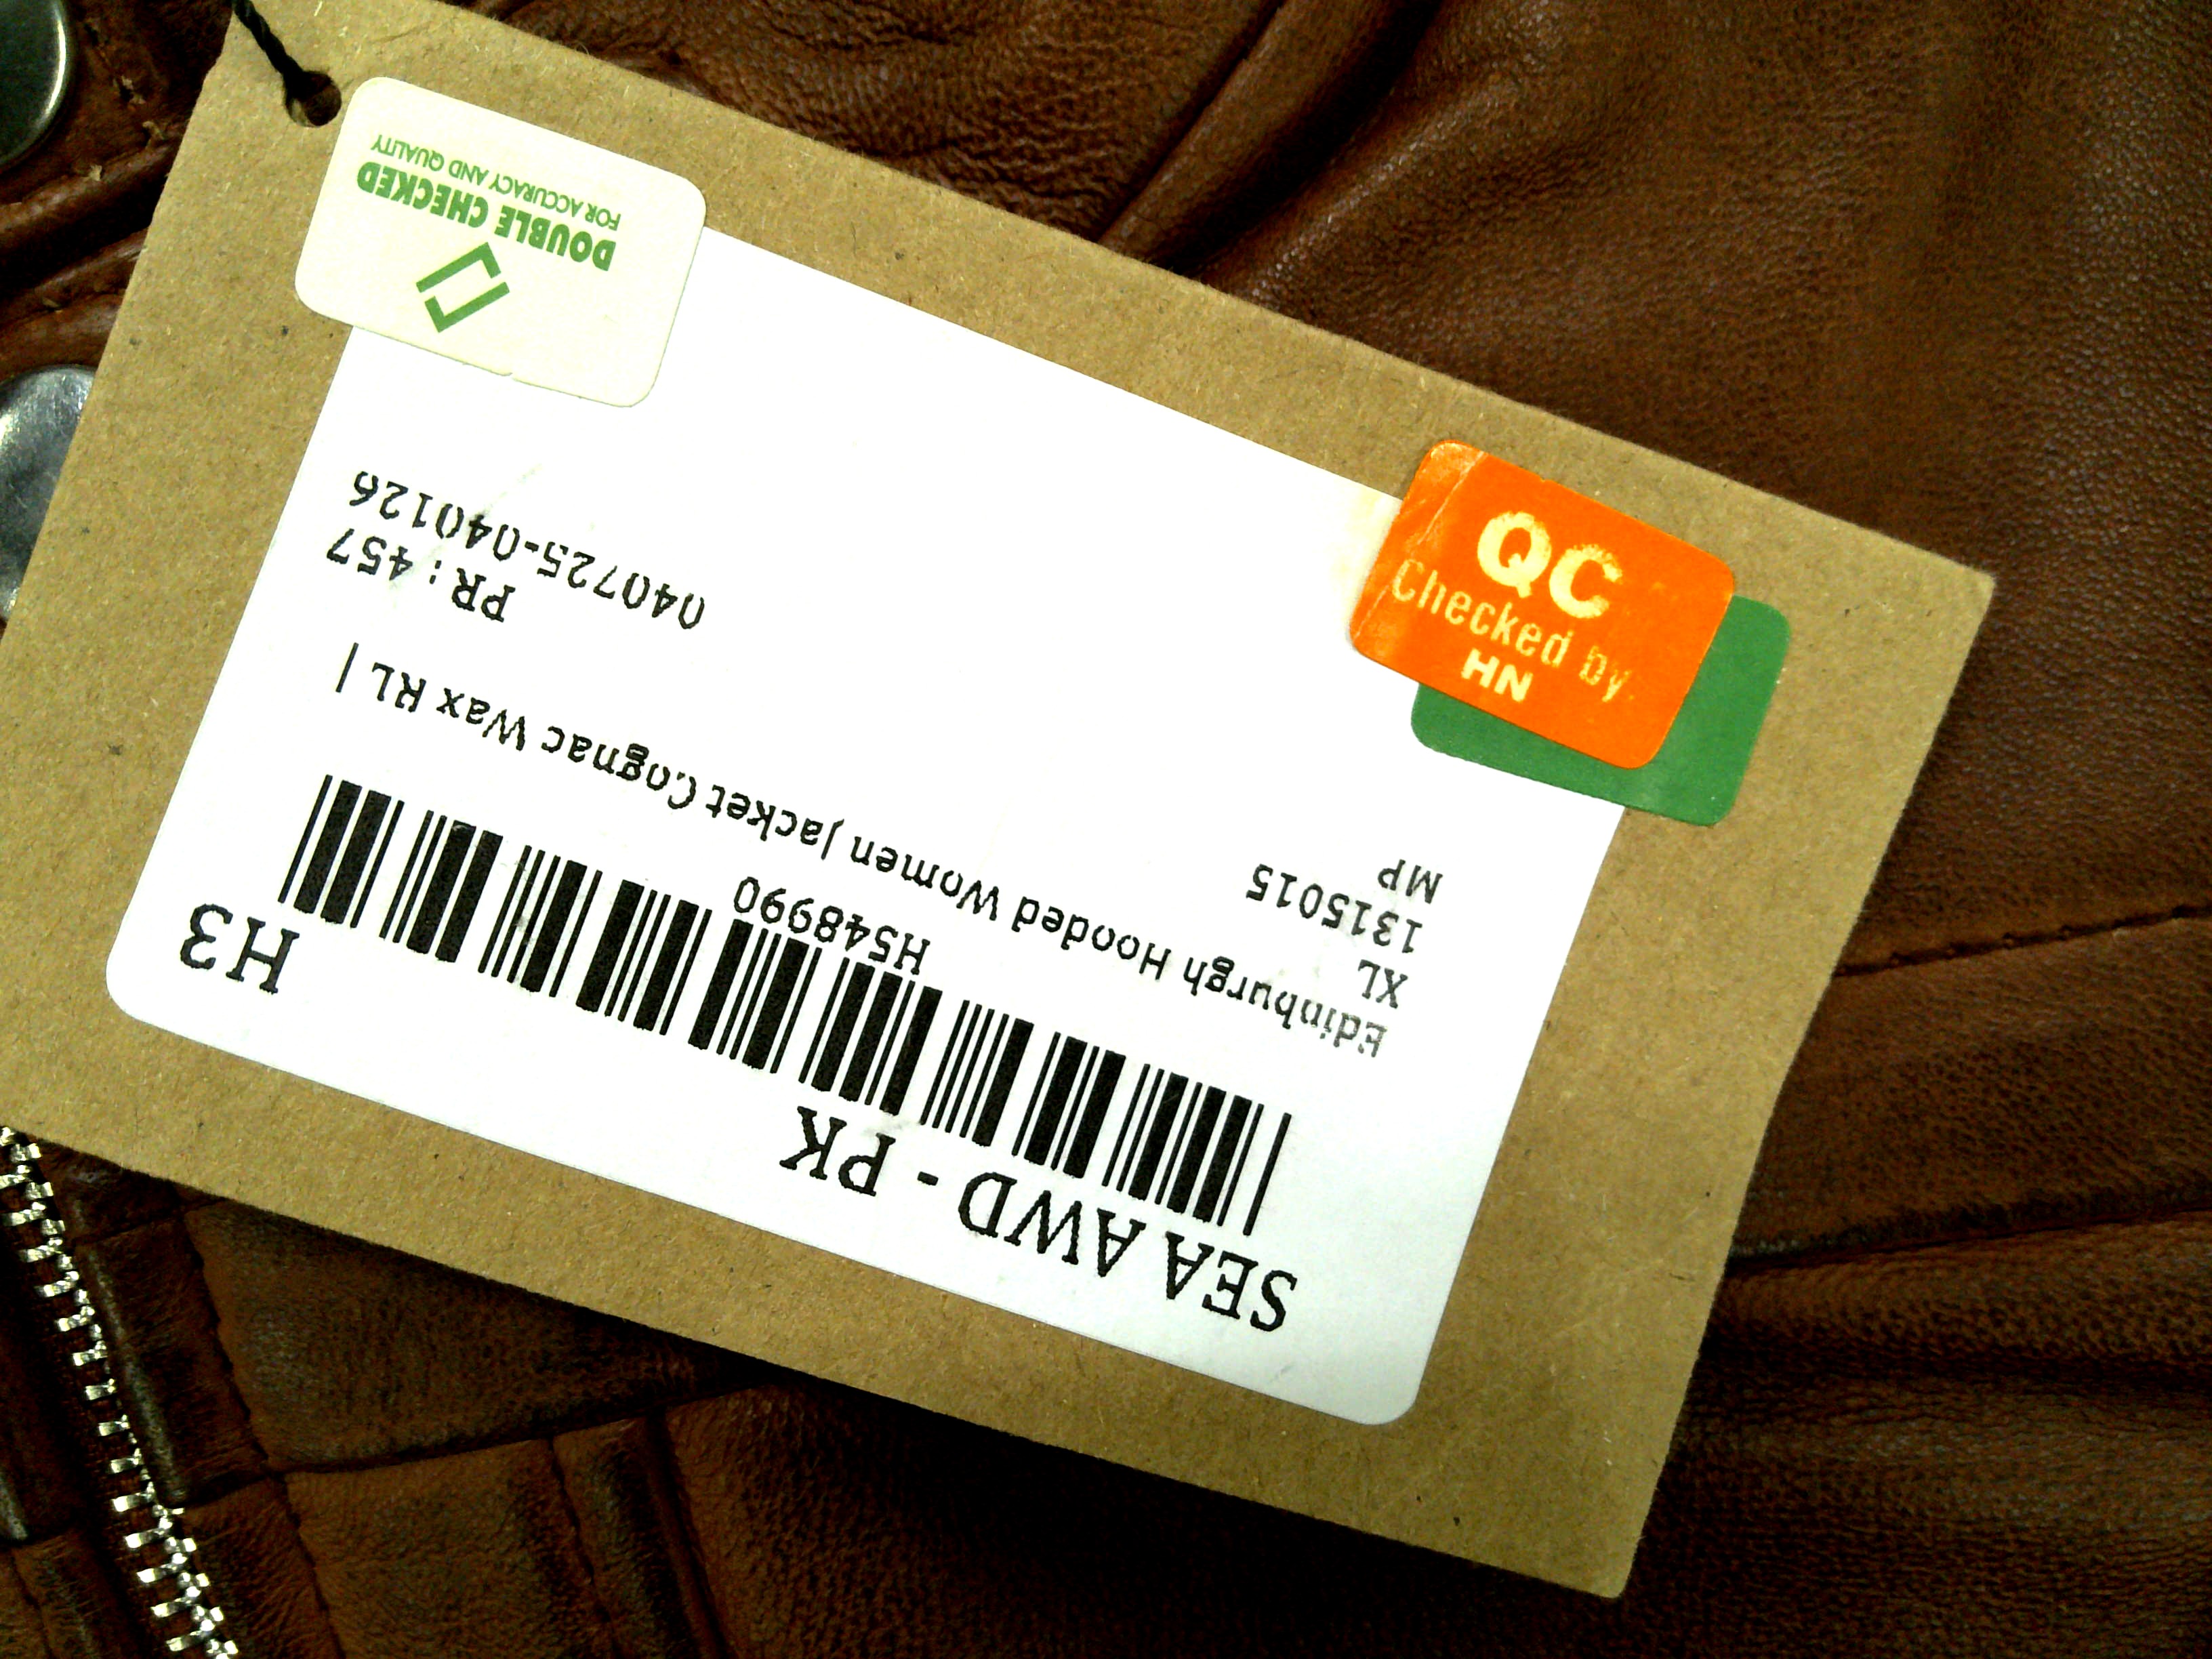 SEA AWD - PK
H3
H548990
Edinburgh Hooded Women Jacket Cognac Wax RL |
XL
PR: 457
1315015
040725-040126
MP
QC
Checked by.
HN
DOUBLE CHECKED
FOR ACCURACY AND QUALITY